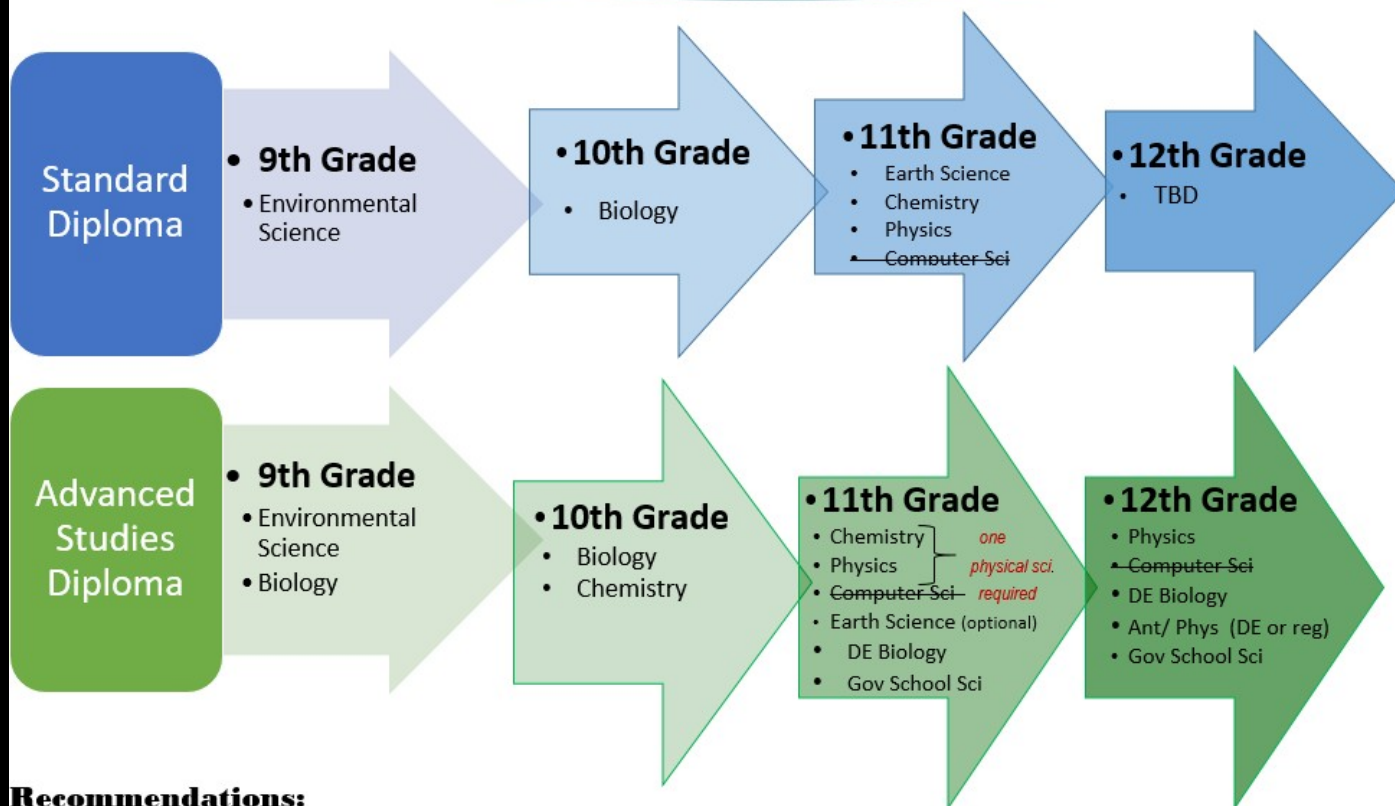 Standard
Diploma
• 9th Grade
• Environmental
Science
• 10th Grade
• Biology
• 11th Grade
• Earth Science
• Chemistry
• Physics
• Computer Sci
• 12th Grade
• TBD
Advanced
Studies
Diploma
• 9th Grade
• Environmental
Science
• Biology
• 10th Grade
• Biology
• Chemistry
• 11th Grade
• Chemistry one
• Physics physical sci.
• Computer Sci required
• Earth Science (optional)
• DE Biology
• Gov School Sci
• 12th Grade
• Physics
• Computer Sci
• DE Biology
• Ant/ Phys (DE or reg)
• Gov School Sci
Recommendations: